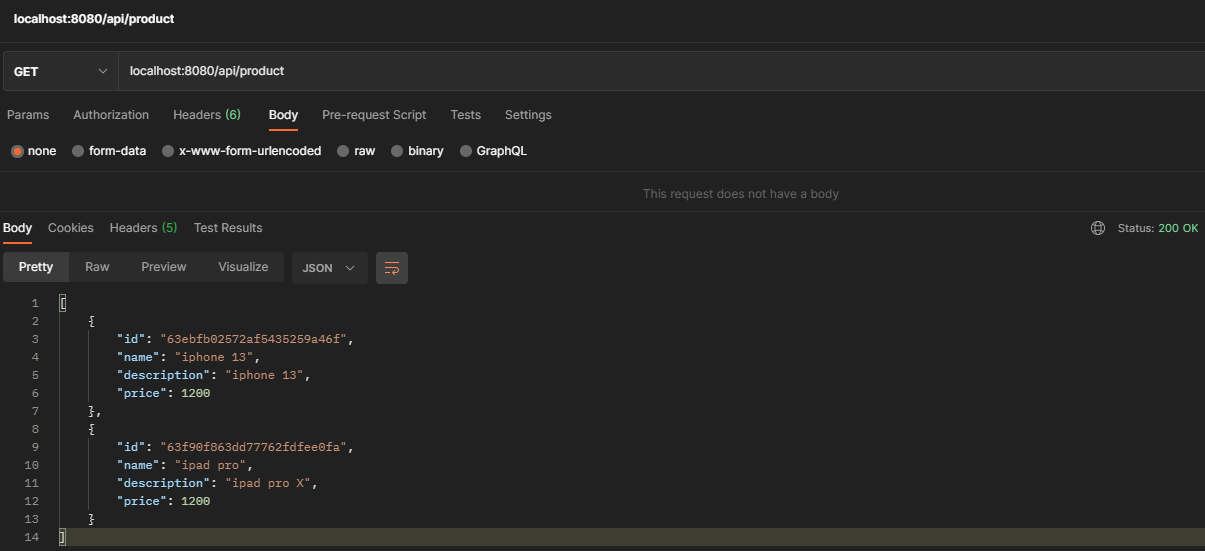 localhost:8080/api/product
GET localhost:8080/api/product
Params Authorization Headers (6) Body Pre-request Script Tests Settings
none form-data x-www-form-urlencoded raw binary GraphQL
This request does not have a body
Body Cookies Headers (5) Test Results Status: 200 OK
Pretty Raw Preview Visualize JSON
1 [
2 {
3 "id": "63ebfb02572af5435259a46f",
4 "name": "iphone 13",
5 "description": "iphone 13",
6 "price": 1200
7 },
8 {
9 "id": "63f90f863dd77762fdfee0fa",
10 "name": "ipad pro",
11 "description": "ipad pro X",
12 "price": 1200
13 }
14 ]